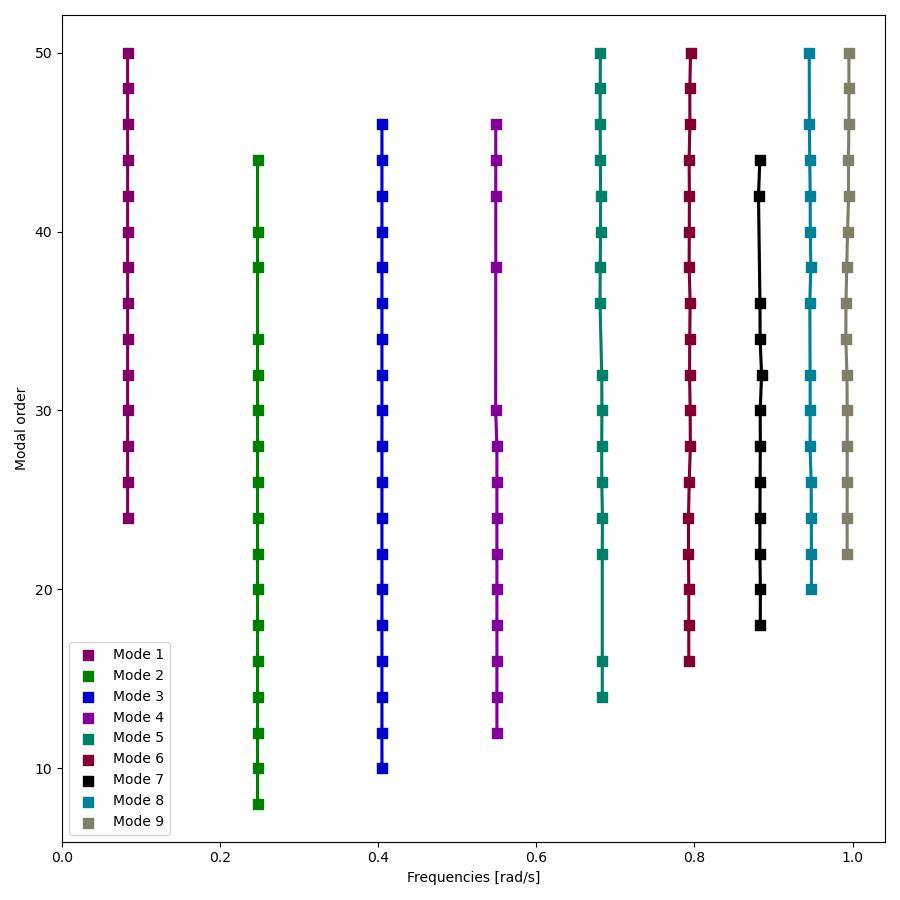 50
40
30
20
10
Modal order
Mode 1
Mode 2
Mode 3
Mode 4
Mode 5
Mode 6
Mode 7
Mode 8
Mode 9
0.0 0.2 0.4 0.6 0.8 1.0
Frequencies [rad/s]